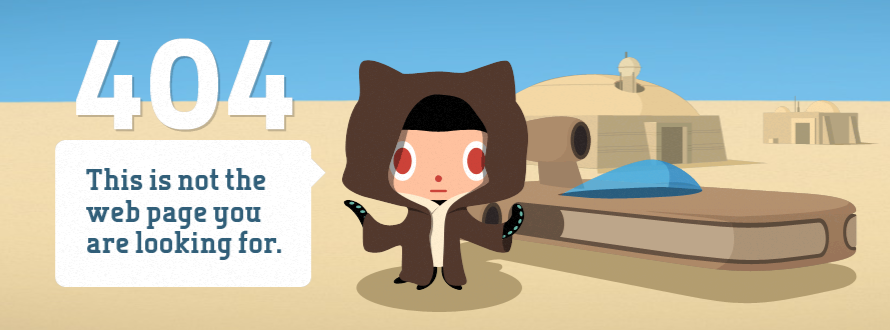 404
This is not the
web page you
are looking for.